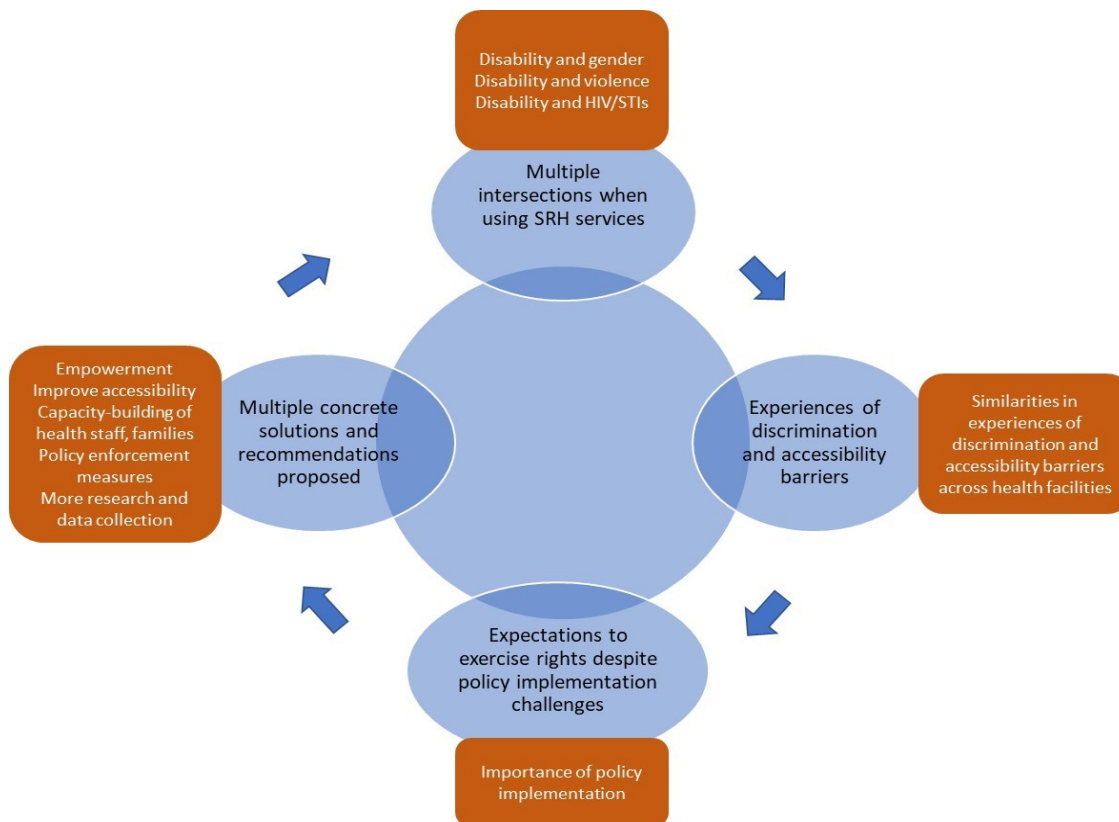 Disability and gender
Disability and violence
Disability and HIV/STIs
Multiple
intersections when
using SRH services
Empowerment
Improve accessibility
Capacity-building of
health staff, families
Policy enforcement
measures
More research and
data collection
Multiple concrete
solutions and
recommendations
proposed
Experiences of
discrimination
and accessibility
barriers
Similarities in
experiences of
discrimination and
accessibility barriers
across health facilities
Expectations to
exercise rights despite
policy implementation
challenges
Importance of policy
implementation